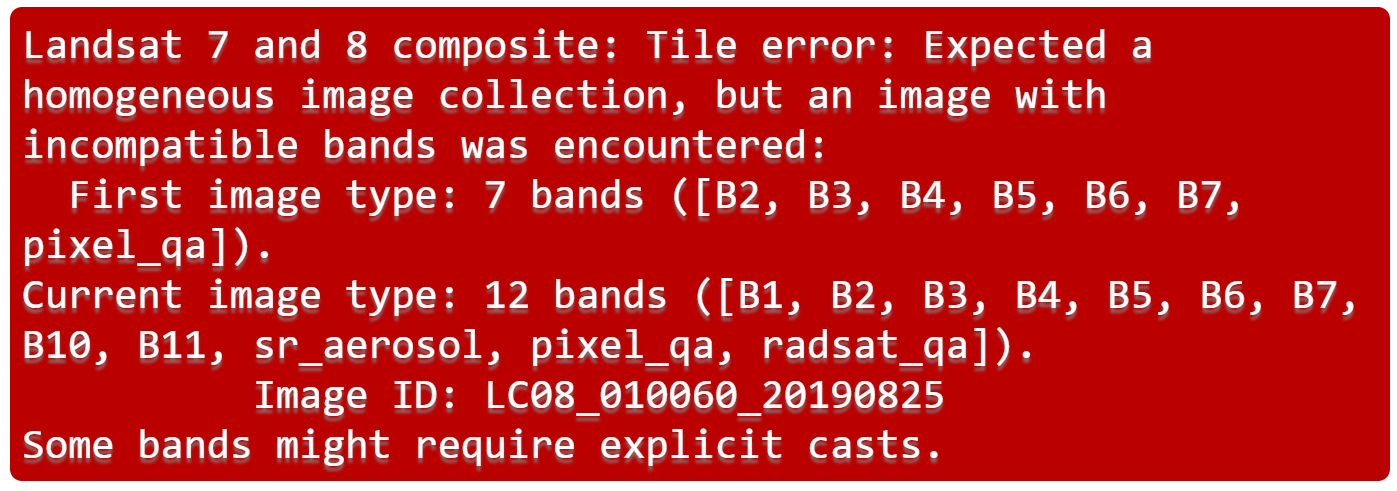 Landsat 7 and 8 composite: Tile error: Expected a
homogeneous image collection, but an image with
incompatible bands was encountered:
First image type: 7 bands ([B2, B3, B4, B5, B6, B7,
pixel_qa]).
Current image type: 12 bands ([B1, B2, B3, B4, B5, B6, B7,
B10, B11, sr_aerosol, pixel_qa, radsat_qa]).
Image ID: LC08_010060_20190825
Some bands might require explicit casts.